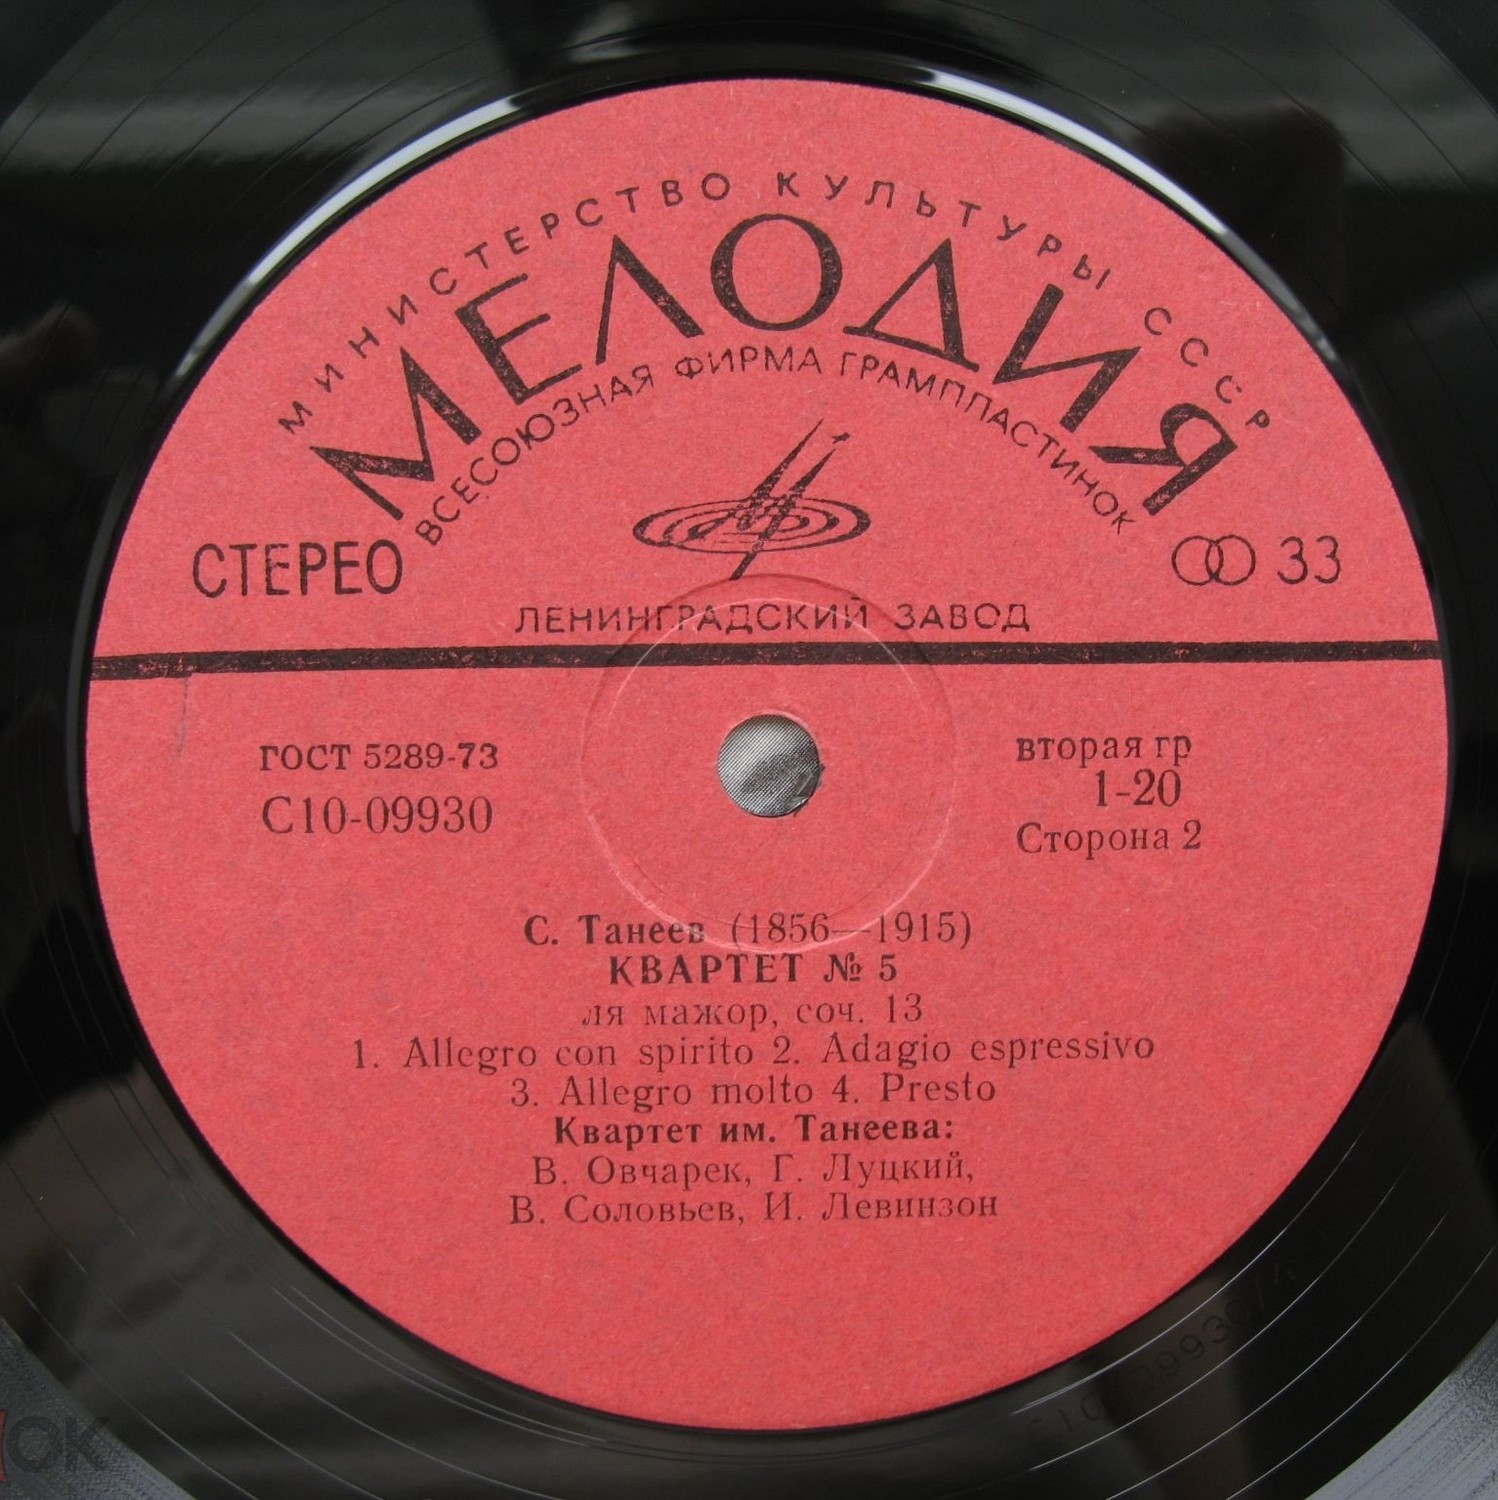 МИНИСТЕРСТВО КУЛЬТУРЫ СССР
МЕЛОДИЯ
ВСЕСОЮЗНАЯ ФИРМА ГРАМПЛАСТИНОК
СТЕРЕО
33
ЛЕНИНГРАДСКИЙ ЗАВОД
ГОСТ 5289-73
С10-09930
вторая гр
1-20
Сторона 2
С. Танеев (1856—1915)
КВАРТЕТ № 5
ля мажор, соч. 13
1. Allegro con spirito 2. Adagio espressivo
3. Allegro molto 4. Presto
Квартет им. Танеева:
В. Овчарек, Г. Луцкий,
В. Соловьев, И. Левинзон
ОК